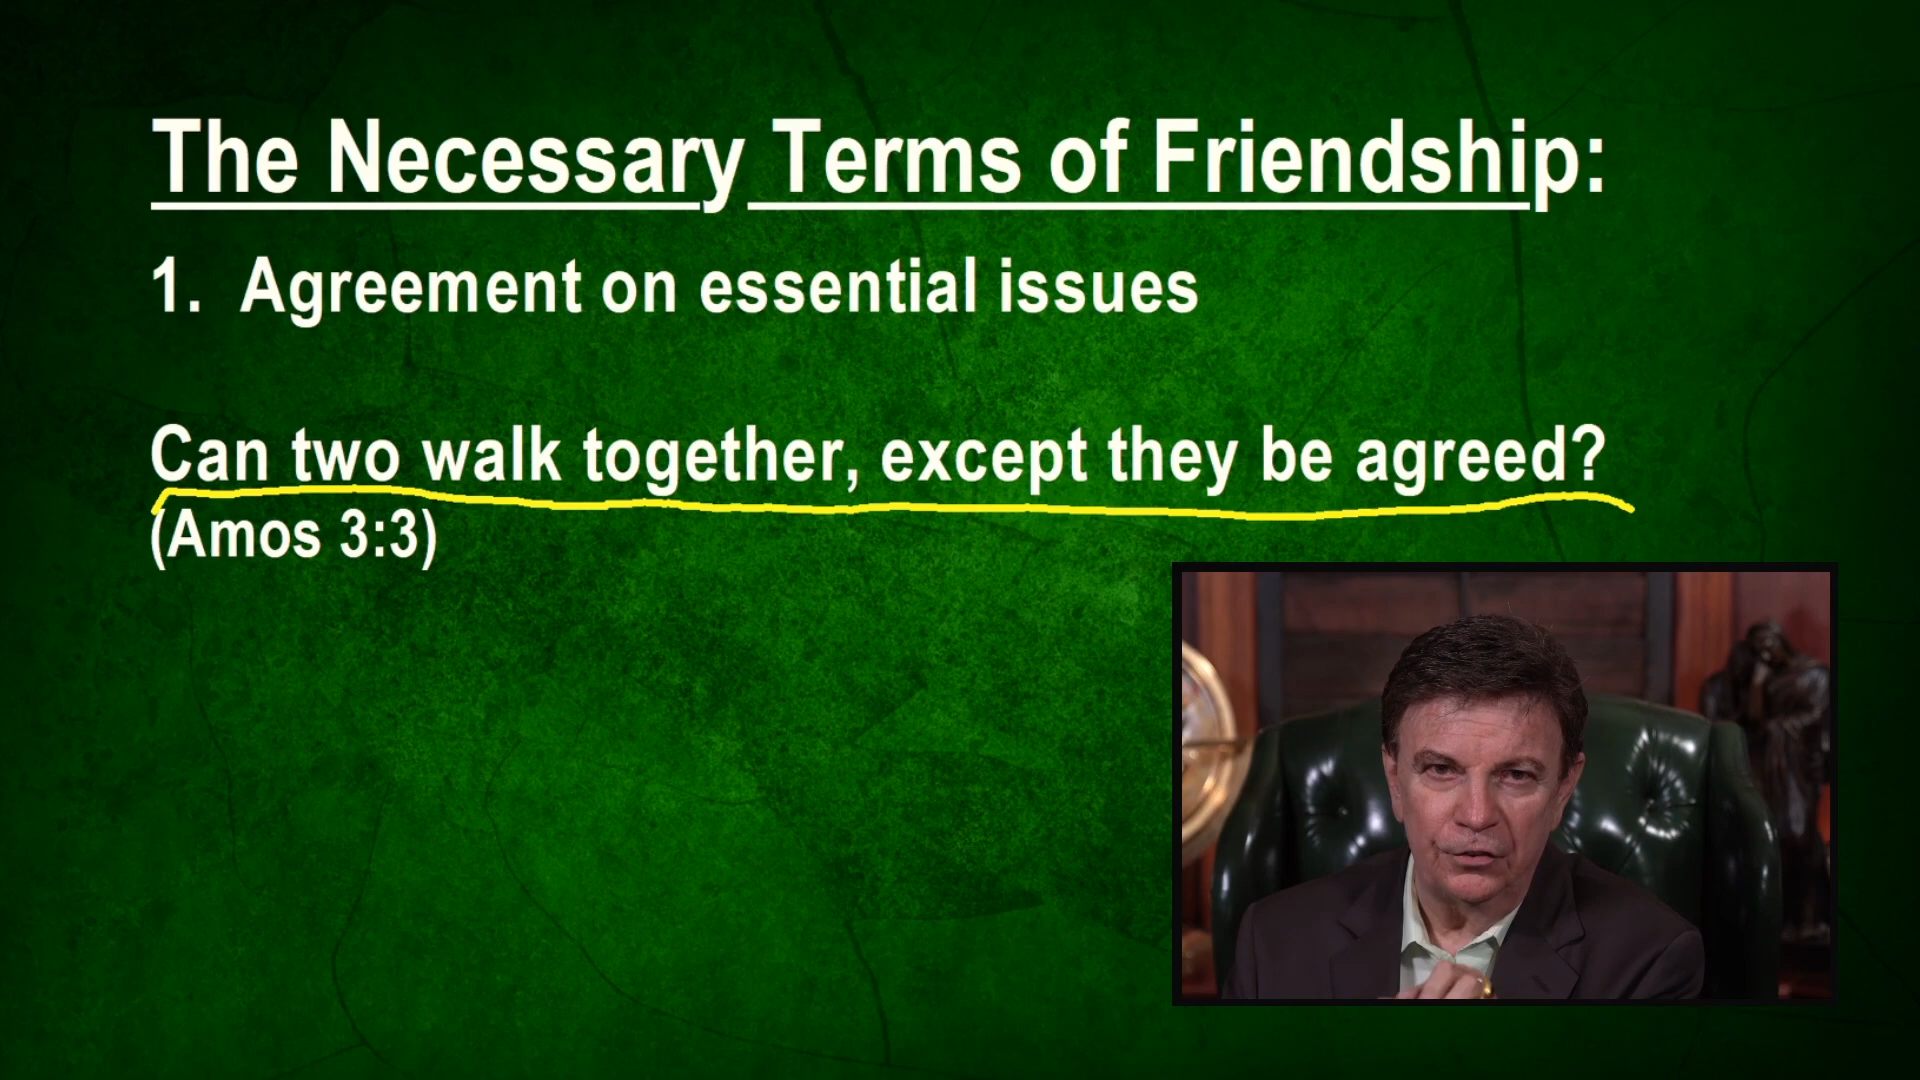 The Necessary Terms of Friendship:
1. Agreement on essential issues
Can two walk together, except they be agreed?
(Amos 3:3)